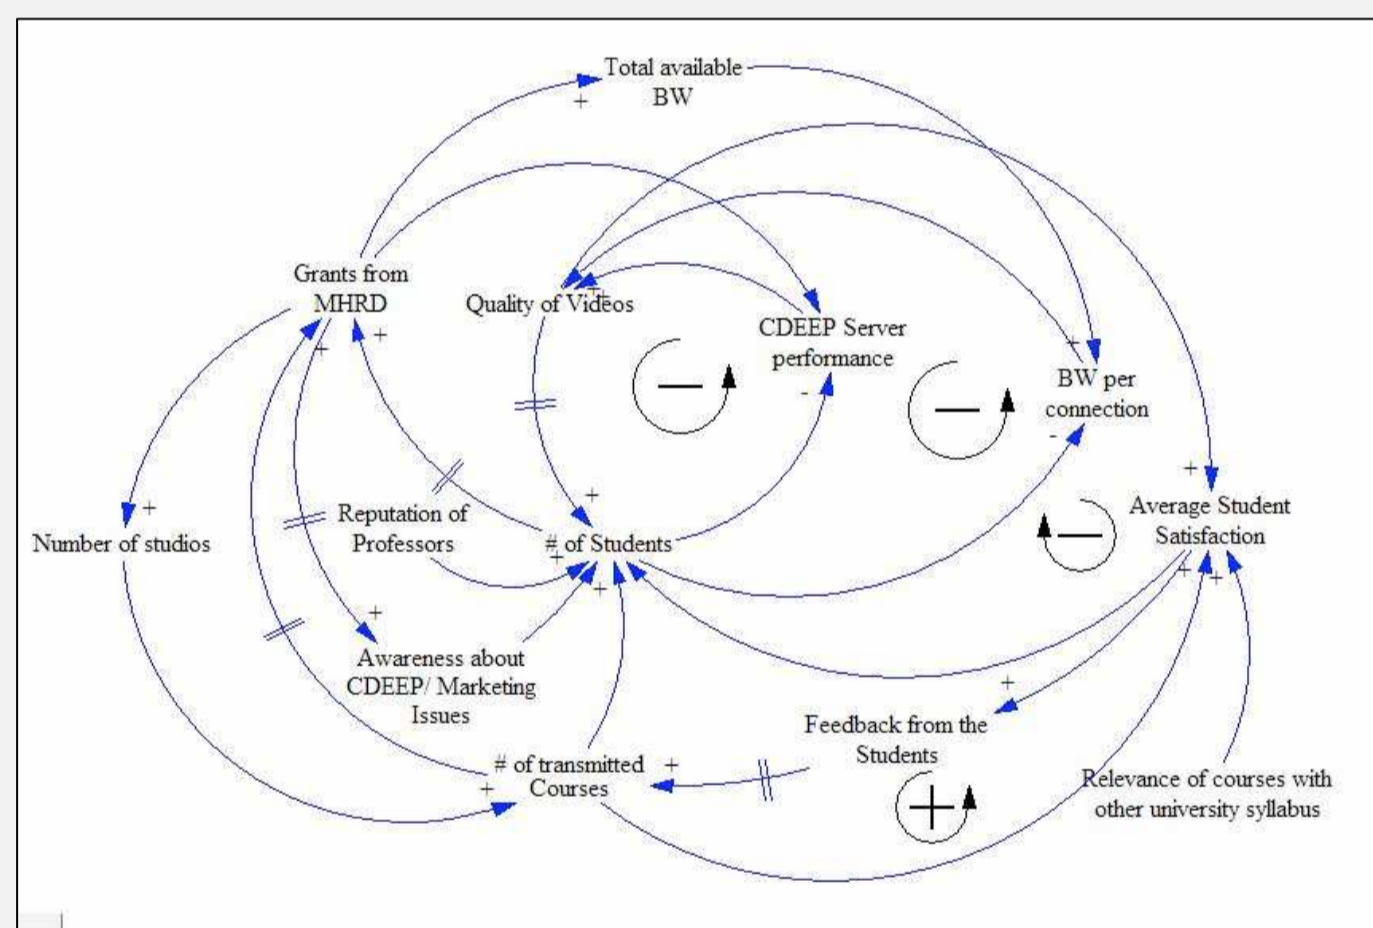 Total available
BW
Grants from
MHRD
Quality of Videos
CDEEP Server
performance
BW per
connection
Average Student
Satisfaction
Number of studios
Reputation of
Professors
# of Students
Awareness about
CDEEP/ Marketing
Issues
Feedback from the
Students
# of transmitted
Courses
Relevance of courses with
other university syllabus